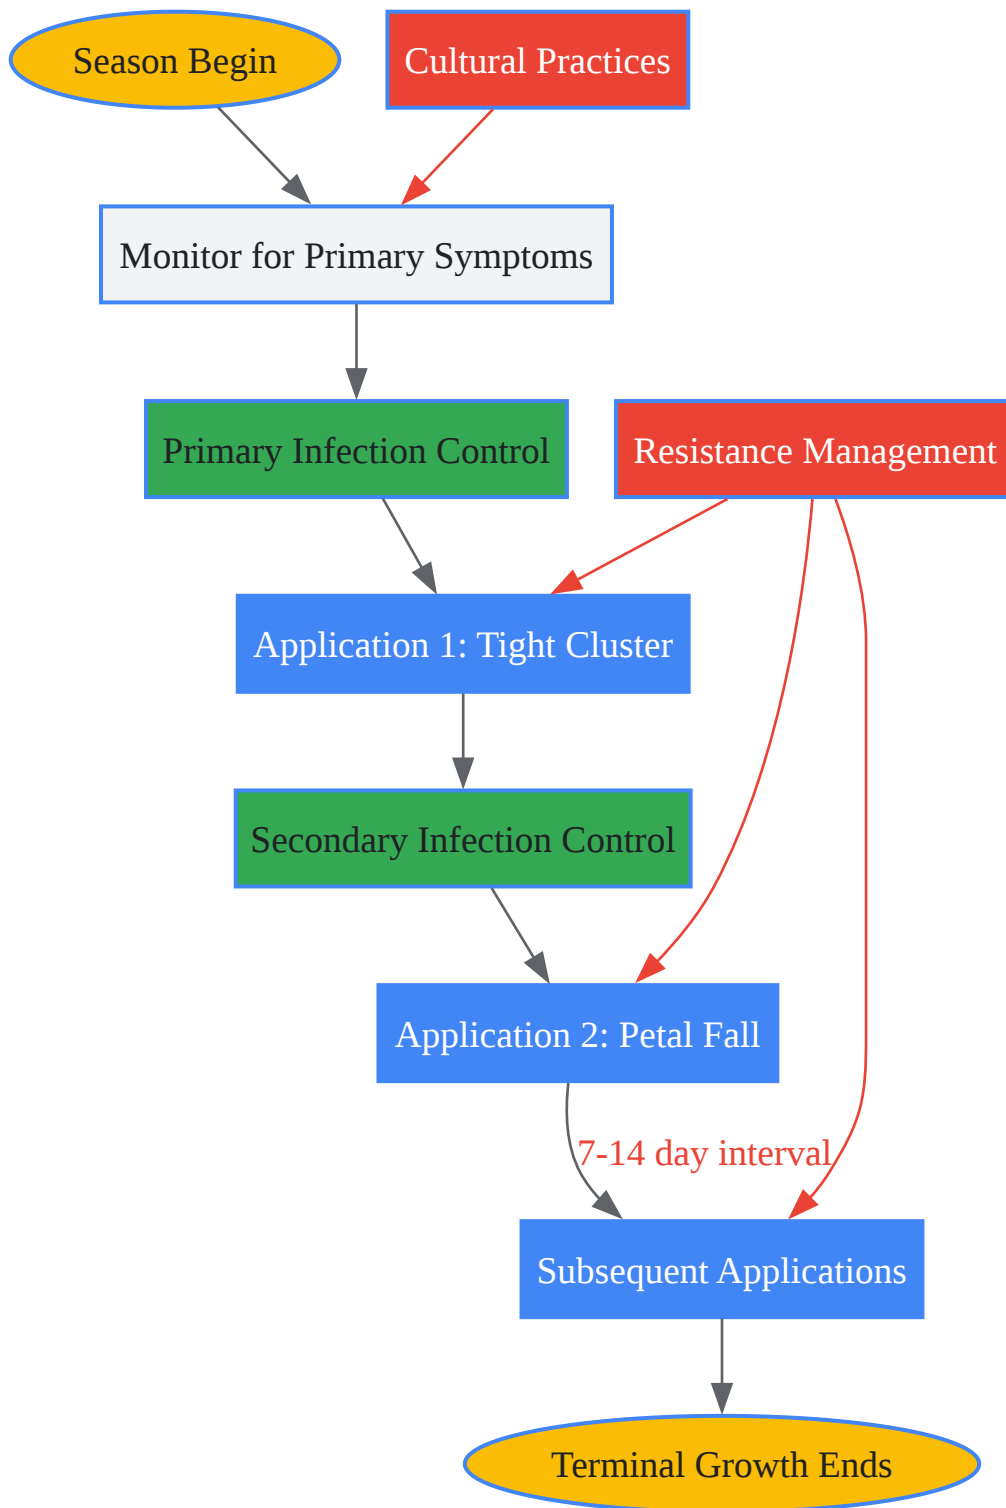 Season Begin
Cultural Practices
Monitor for Primary Symptoms
Primary Infection Control
Resistance Management
Application 1: Tight Cluster
Secondary Infection Control
Application 2: Petal Fall
7-14 day interval
Subsequent Applications
Terminal Growth Ends